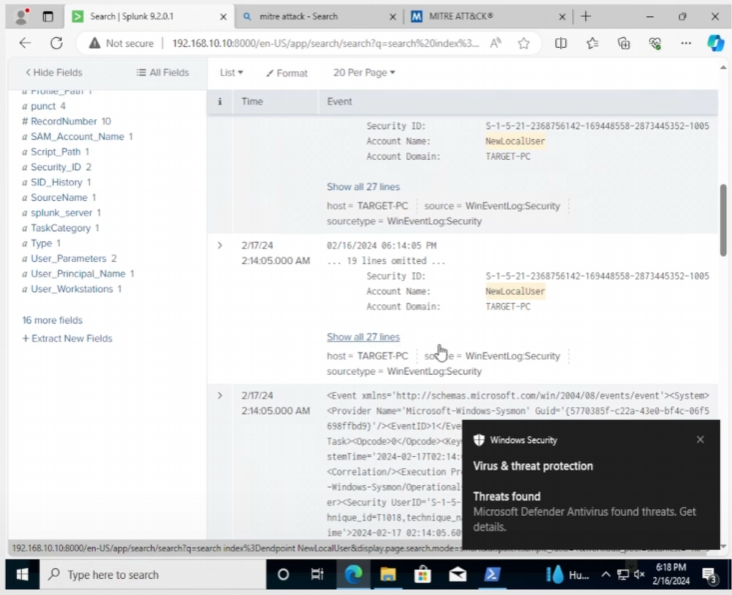 Search | Splunk 9.2.0.1
mitre attack - Search
MITRE ATT&CK®
Not secure
192.168.10.10:8000/en-US/app/search/search?q=search%20index%3...
< Hide Fields
All Fields
List
Format
20 Per Page
i
Time
Event
a Profile_Path 1
a punct 4
# RecordNumber 10
a SAM_Account_Name 1
a Script_Path 1
a Security_ID 2
a SID_History 1
a SourceName 1
a splunk_server 1
a TaskCategory 1
a Type 1
a User_Parameters 2
a User_Principal_Name 1
a User_Workstations 1
16 more fields
+ Extract New Fields
Security ID: S-1-5-21-2368756142-169448558-2873445352-1005
Account Name: NewLocalUser
Account Domain: TARGET-PC
Show all 27 lines
host = TARGET-PC source = WinEventLog:Security
sourcetype = WinEventLog:Security
2/17/24
2:14:05.000 AM
02/16/2024 06:14:05 PM
... 19 lines omitted ...
Security ID: S-1-5-21-2368756142-169448558-2873445352-1005
Account Name: NewLocalUser
Account Domain: TARGET-PC
Show all 27 lines
host = TARGET-PC = WinEventLog:Security
sourcetype = WinEventLog:Security
2/17/24
2:14:05.000 AM
<Event xmlns='http://schemas.microsoft.com/win/2004/08/events/event'><System>
<Provider Name='Microsoft-Windows-Sysmon' Guid='{5770385f-c22a-43e0-bf4c-06f5
698ffbd9}'/><EventID>1</Eve
Task><Opcode>0</Opcode><Key
stemTime='2024-02-17T02:14:
<Correlation/><Execution Pr
-Windows-Sysmon/Operational
er><Security UserID='S-1-5-
hnique_id=T1018,technique_n
ime'>2024-02-17 02:14:05.60
Windows Security
Virus & threat protection
Threats found
Microsoft Defender Antivirus found threats. Get
details.
192.168.10.10:8000/en-US/app/search/search?q=search index%3Dendpoint NewLocalUser&display.page.search.mode=
Type here to search
Hu...
6:18 PM
2/16/2024
3